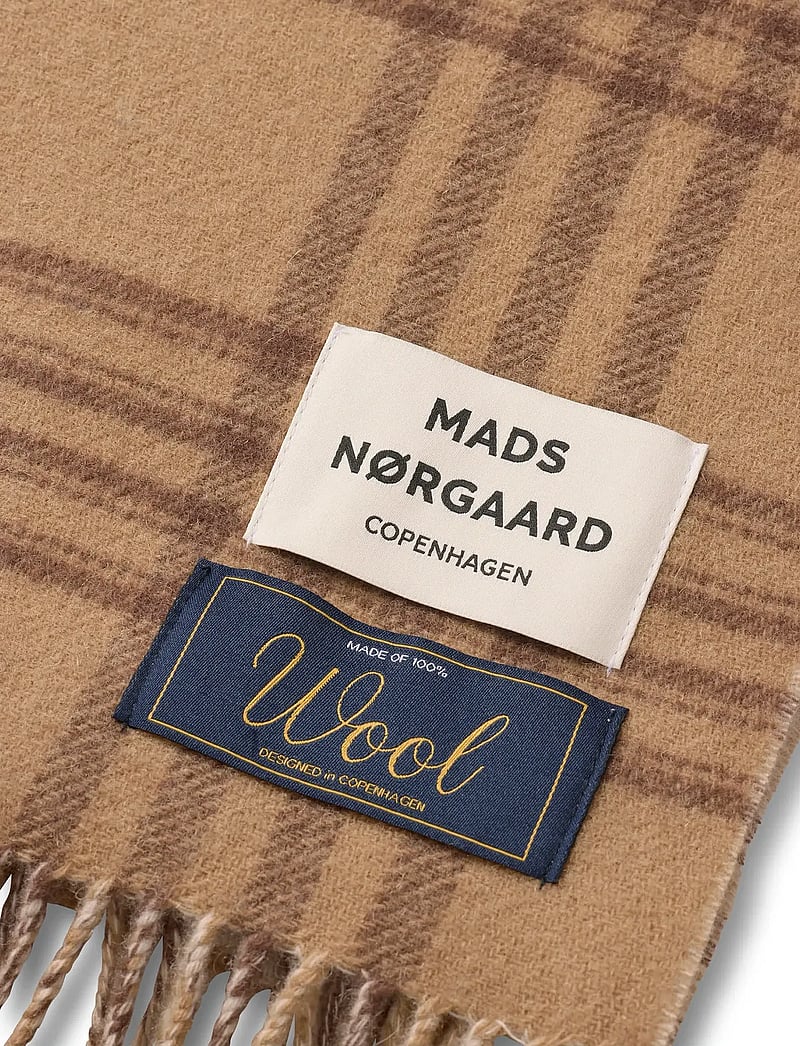 MADS
NØRGAARD
COPENHAGEN
MADE OF 100%
Wool
DESIGNED in COPENHAGEN